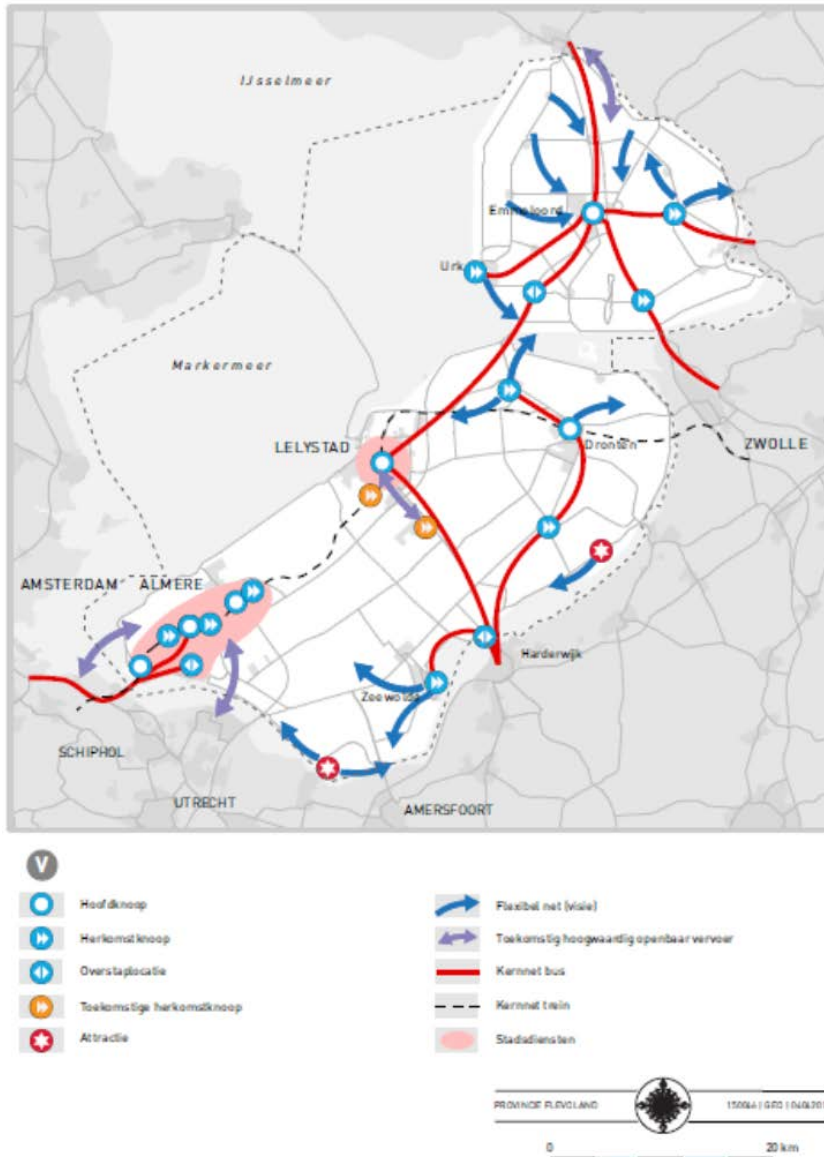 IJsselmeer
Emmeloord
Urk
Markermeer
LELYSTAD
Dronten
ZWOLLE
AMSTERDAM ALMERE
Harderwijk
Zeewolde
SCHIPHOL
UTRECHT
AMERSFOORT
V
Hoofdknoop
Herkomstknoop
Overstaplocatie
Toekomstige herkomstknoop
Attractie
Flexibel net (visie)
Toekomstig hoogwaardig openbaar vervoer
Kernnet bus
Kernnet trein
Stadsdiensten
PROVINCIE FLEVOLAND
0 20 km